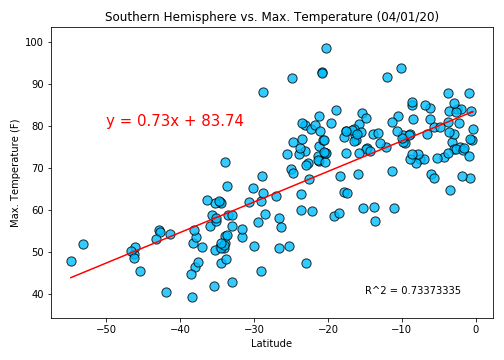 Southern Hemisphere vs. Max. Temperature (04/01/20)
Max. Temperature (F)
100
90
80
70
60
50
40
y = 0.73x + 83.74
R^2 = 0.73373335
−50 −40 −30 −20 −10 0
Latitude